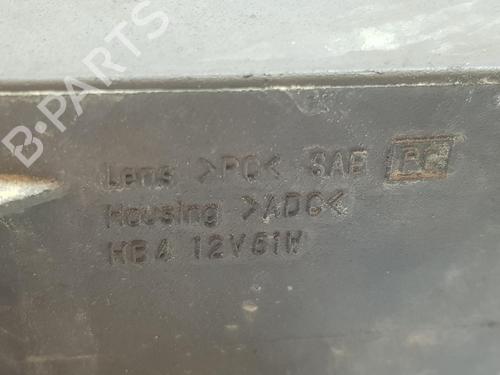 B-PARTS
Lens >PC< SAE
Housing >ADC<
HB4 12V51W